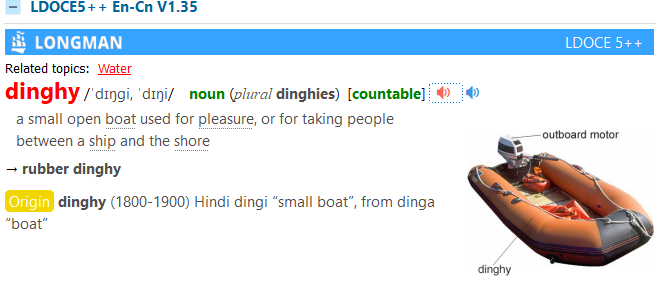 LDOCE5++ En-Cn V1.35
LONGMAN
LDOCE 5++
Related topics: Water
dinghy /ˈdɪŋɡi, ˈdɪŋi/ noun (plural dinghies) [countable]
a small open boat used for pleasure, or for taking people
between a ship and the shore
→ rubber dinghy
Origin dinghy (1800-1900) Hindi dingi “small boat”, from dinga
“boat”
outboard motor
dinghy